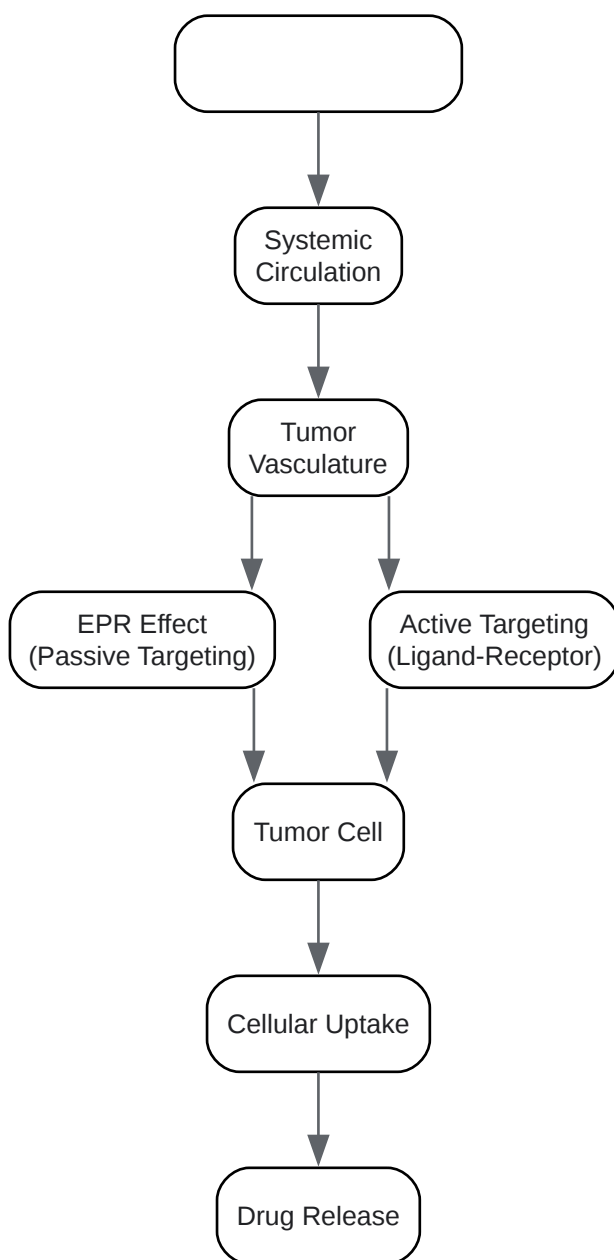 Systemic
Circulation
Tumor
Vasculature
EPR Effect
(Passive Targeting)
Active Targeting
(Ligand-Receptor)
Tumor Cell
Cellular Uptake
Drug Release